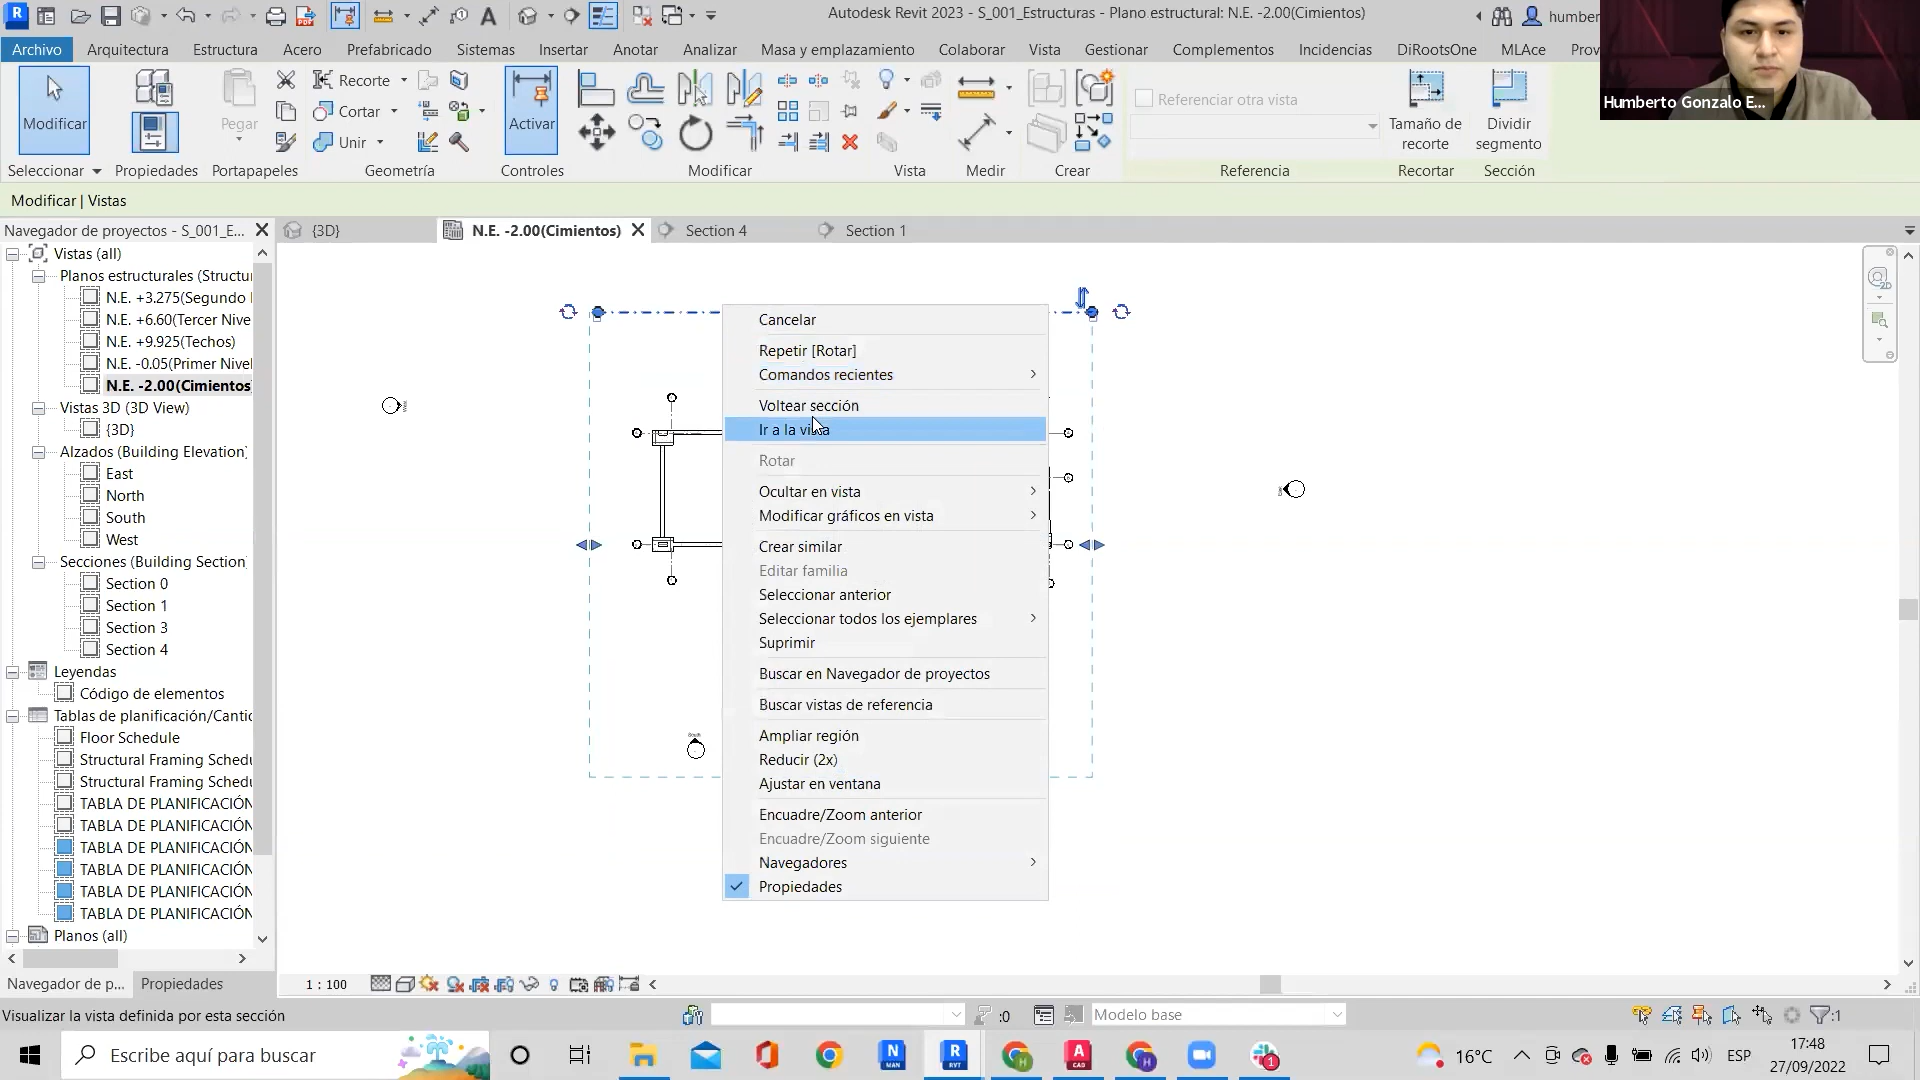 Autodesk Revit 2023 - S_001_Estructuras - Plano estructural: N.E. -2.00(Cimientos)
humber
Archivo
Arquitectura
Estructura
Acero
Prefabricado
Sistemas
Insertar
Anotar
Analizar
Masa y emplazamiento
Colaborar
Vista
Gestionar
Complementos
Incidencias
DiRootsOne
MLAce
Prov
Humberto Gonzalo E...
Modificar
Pegar
Recorte
Cortar
Unir
Activar
Referenciar otra vista
Tamaño de
recorte
Dividir
segmento
Seleccionar
Propiedades
Portapapeles
Geometría
Controles
Modificar
Vista
Medir
Crear
Referencia
Recortar
Sección
Modificar | Vistas
Navegador de proyectos - S_001_E...
{3D}
N.E. -2.00(Cimientos)
Section 4
Section 1
Vistas (all)
Planos estructurales (Structu
N.E. +3.275(Segundo
N.E. +6.60(Tercer Nive
N.E. +9.925(Techos)
N.E. -0.05(Primer Nivel
N.E. -2.00(Cimientos
Vistas 3D (3D View)
{3D}
Alzados (Building Elevation)
East
North
South
West
Secciones (Building Section)
Section 0
Section 1
Section 3
Section 4
Leyendas
Código de elementos
Tablas de planificación/Cantid
Floor Schedule
Structural Framing Schedu
Structural Framing Schedu
TABLA DE PLANIFICACIÓN
TABLA DE PLANIFICACIÓN
TABLA DE PLANIFICACIÓN
TABLA DE PLANIFICACIÓN
TABLA DE PLANIFICACIÓN
TABLA DE PLANIFICACIÓN
Planos (all)
Cancelar
Repetir [Rotar]
Comandos recientes
Voltear sección
Ir a la vista
Rotar
Ocultar en vista
Modificar gráficos en vista
Crear similar
Editar familia
Seleccionar anterior
Seleccionar todos los ejemplares
Suprimir
Buscar en Navegador de proyectos
Buscar vistas de referencia
Ampliar región
Reducir (2x)
Ajustar en ventana
Encuadre/Zoom anterior
Encuadre/Zoom siguiente
Navegadores
Propiedades
South
Navegador de p...
Propiedades
1 : 100
Visualizar la vista definida por esta sección
:0
Modelo base
:1
Escribe aquí para buscar
16°C
ESP
17:48
27/09/2022